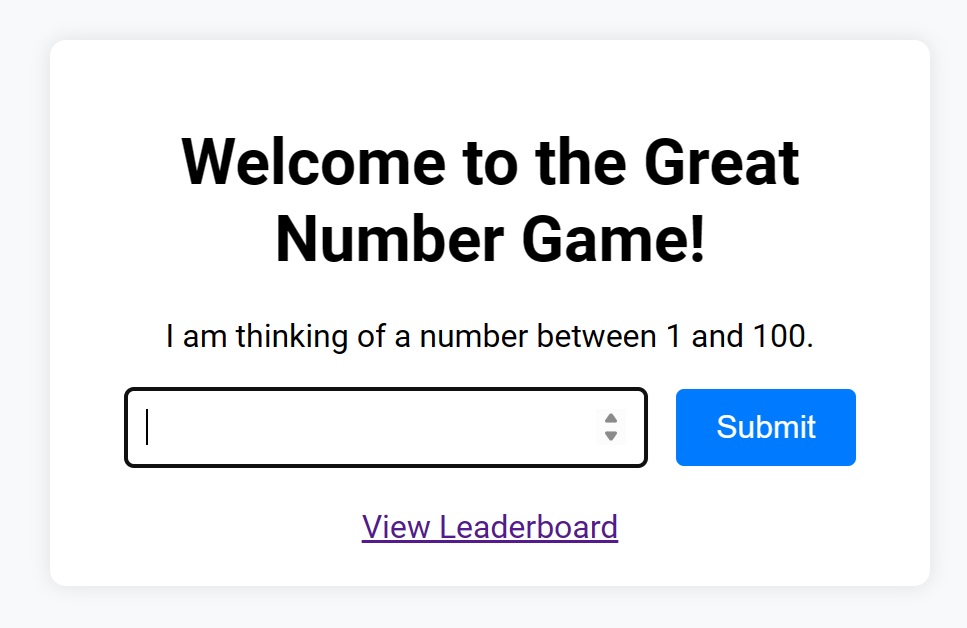 Welcome to the Great
Number Game!
I am thinking of a number between 1 and 100.
Submit
View Leaderboard